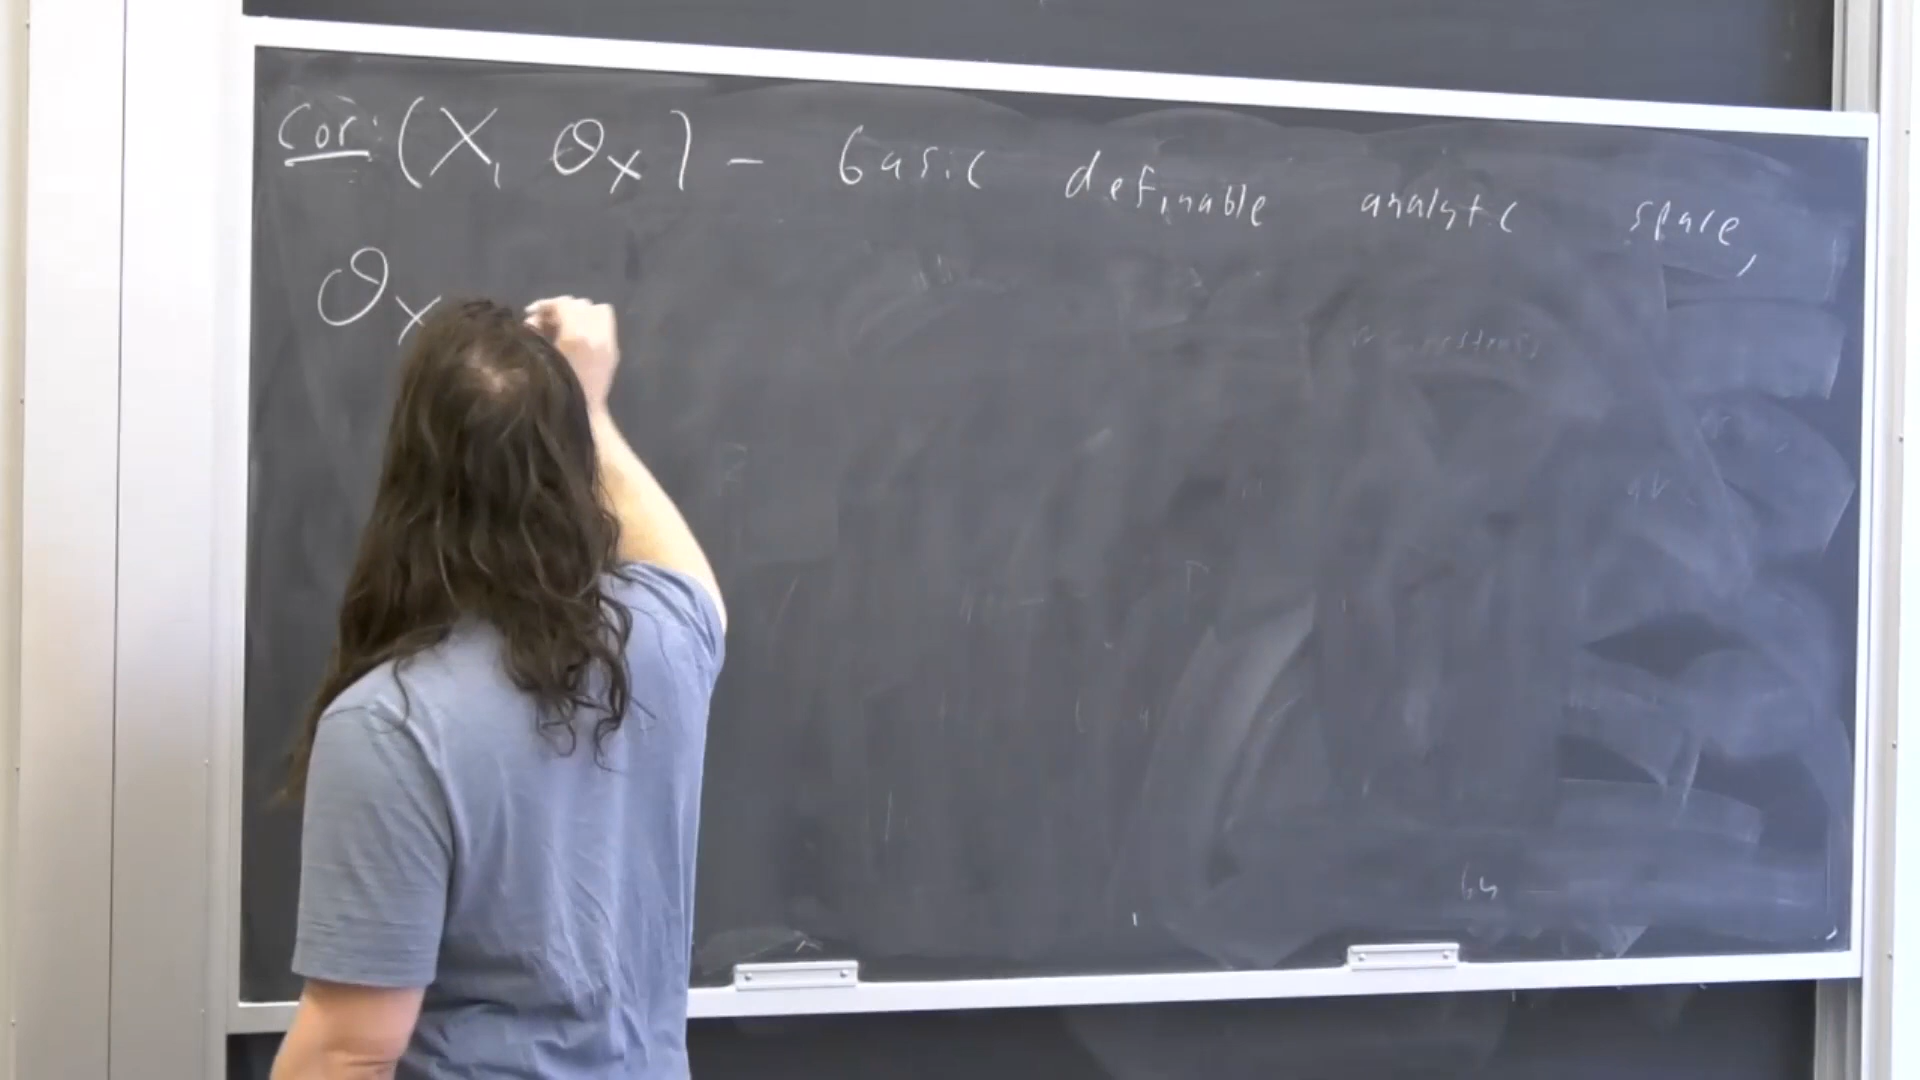 Cor: (X, O_X) - basic definable analytic space,
O_X